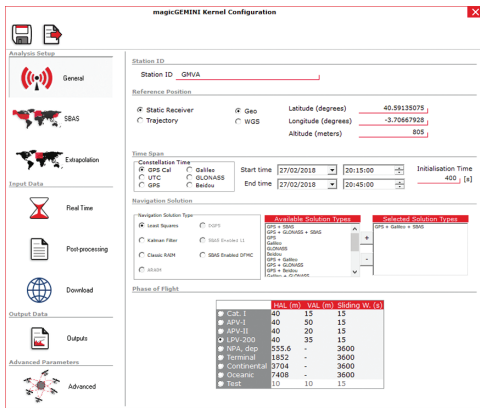 magicGEMINI Kernel Configuration
Analysis Setup
General
SBAS
Extrapolation
Input Data
Real Time
Post-processing
Download
Output Data
Outputs
Advanced Parameters
Advanced
Station ID
Station ID GMVA
Reference Position
Static Receiver Geo Latitude (degrees) 40.59135075
Trajectory WGS Longitude (degrees) -3.70667928
Altitude (meters) 805
Time Span
Constellation Time
GPS Cal Galileo
UTC GLONASS
GPS Beidou
Start time 27/02/2018 20:15:00
End time 27/02/2018 20:45:00
Initialisation Time
400 [s]
Navigation Solution
Navigation Solution Type
Least Squares DGPS
Kalman Filter SBAS Enabled L1
Classic RAIM SBAS Enabled DFMC
ARAIM
Available Solution Types
GPS + SBAS
GPS + GLONASS + SBAS
GPS
Galileo
GLONASS
Beidou
GPS + Galileo
GPS + GLONASS
GPS + Beidou
Galileo + GLONASS
+
-
Selected Solution Types
GPS + Galileo + SBAS
Phase of Flight
HAL (m) VAL (m) Sliding W. (s)
Cat. I 40 15 15
APV-I 40 50 15
APV-II 40 20 15
LPV-200 40 35 15
NPA, dep 555.6 - 3600
Terminal 1852 - 3600
Continental 3704 - 3600
Oceanic 7408 - 3600
Test 10 10 15